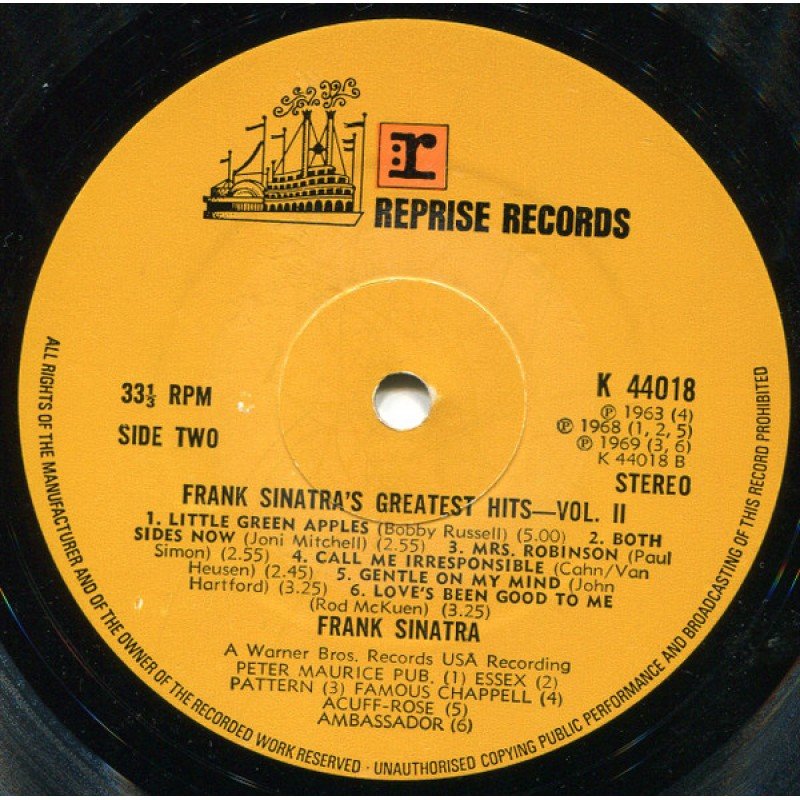 r
REPRISE RECORDS
33⅓ RPM
SIDE TWO
K 44018
Ⓟ 1963 (4)
Ⓟ 1968 (1, 2, 5)
Ⓟ 1969 (3, 6)
K 44018 B
STEREO
FRANK SINATRA'S GREATEST HITS—VOL. II
1. LITTLE GREEN APPLES (Bobby Russell) (5.00) 2. BOTH
SIDES NOW (Joni Mitchell) (2.55) 3. MRS. ROBINSON (Paul
Simon) (2.55) 4. CALL ME IRRESPONSIBLE (Cahn/Van
Heusen) (2.45) 5. GENTLE ON MY MIND (John
Hartford) (3.25) 6. LOVE'S BEEN GOOD TO ME
(Rod McKuen) (3.25)
FRANK SINATRA
A Warner Bros. Records USA Recording
PETER MAURICE PUB. (1) ESSEX (2)
PATTERN (3) FAMOUS CHAPPELL (4)
ACUFF-ROSE (5)
AMBASSADOR (6)
ALL RIGHTS OF THE MANUFACTURER AND OF THE OWNER OF THE RECORDED WORK RESERVED · UNAUTHORISED COPYING PUBLIC PERFORMANCE AND BROADCASTING OF THIS RECORD PROHIBITED